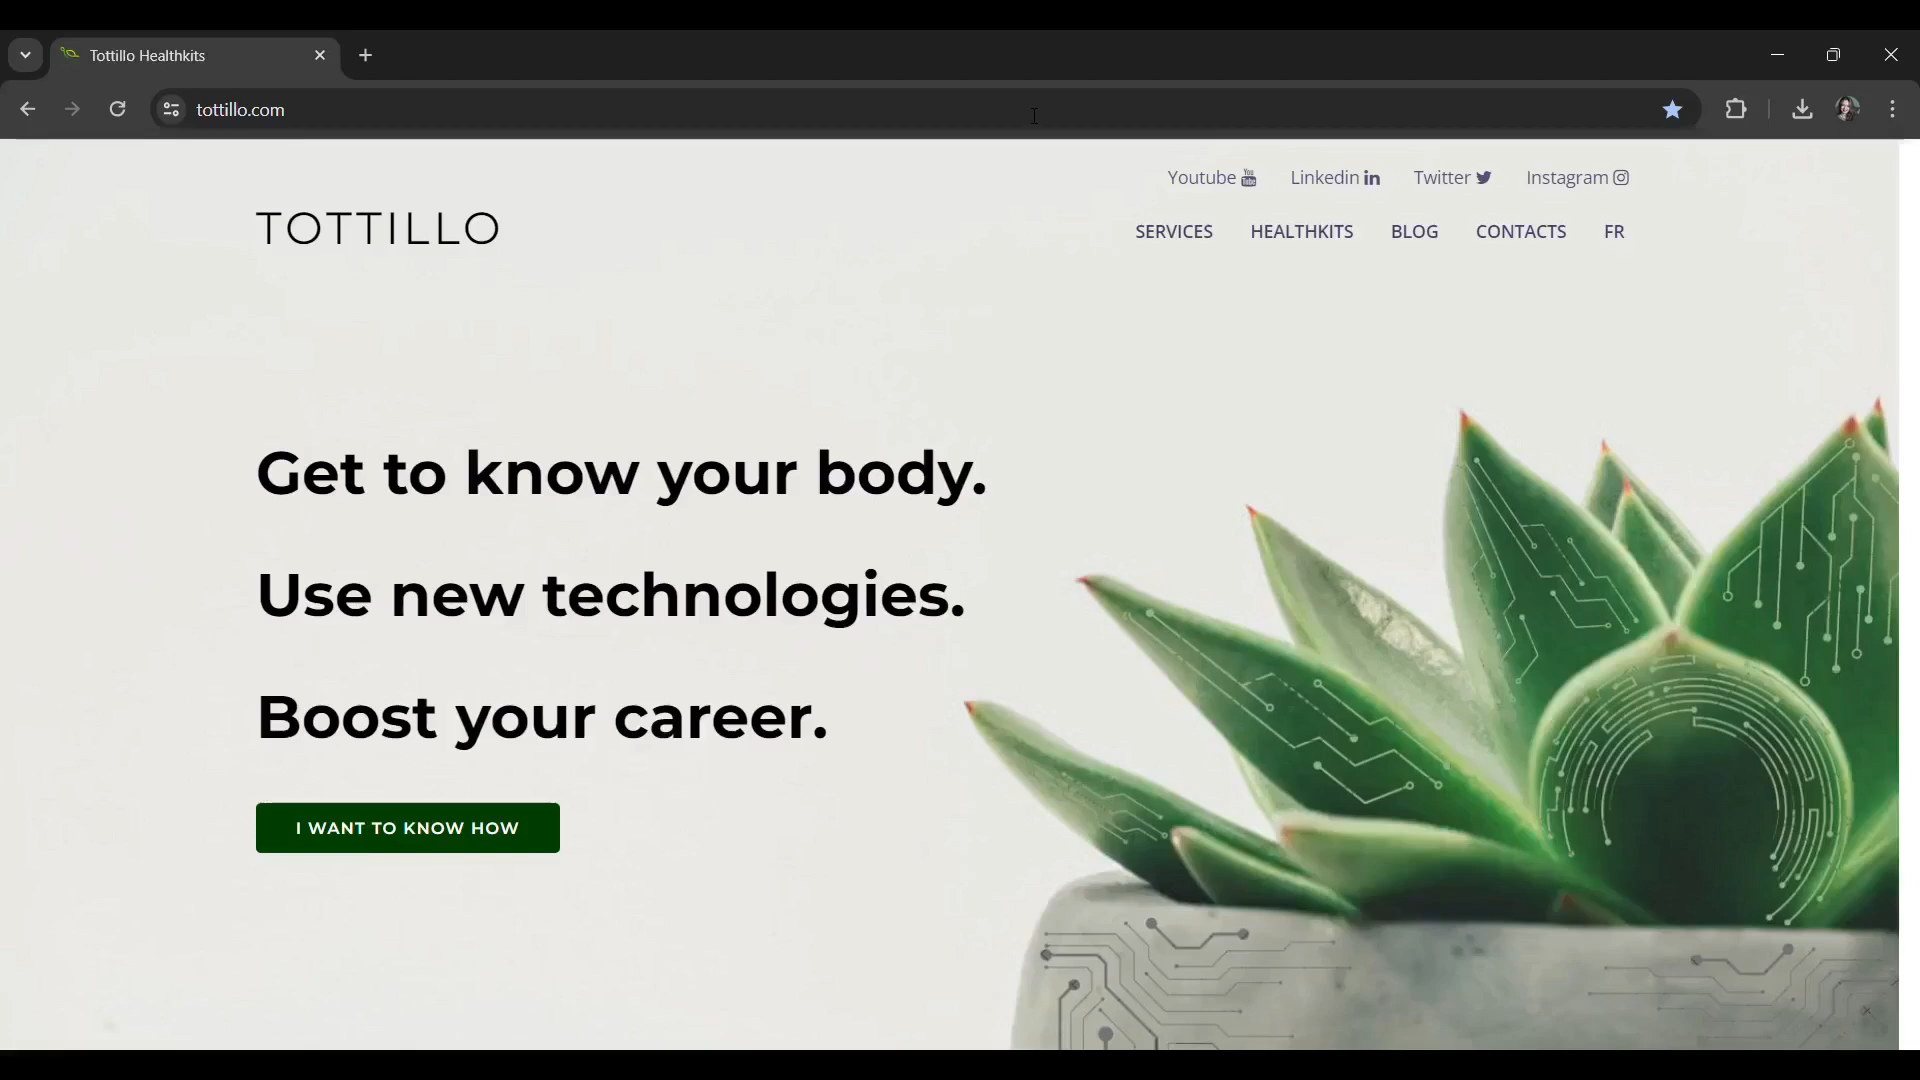 Tottillo Healthkits
tottillo.com
Youtube Linkedin Twitter Instagram
TOTTILLO
SERVICES HEALTHKITS BLOG CONTACTS FR
Get to know your body.
Use new technologies.
Boost your career.
I WANT TO KNOW HOW